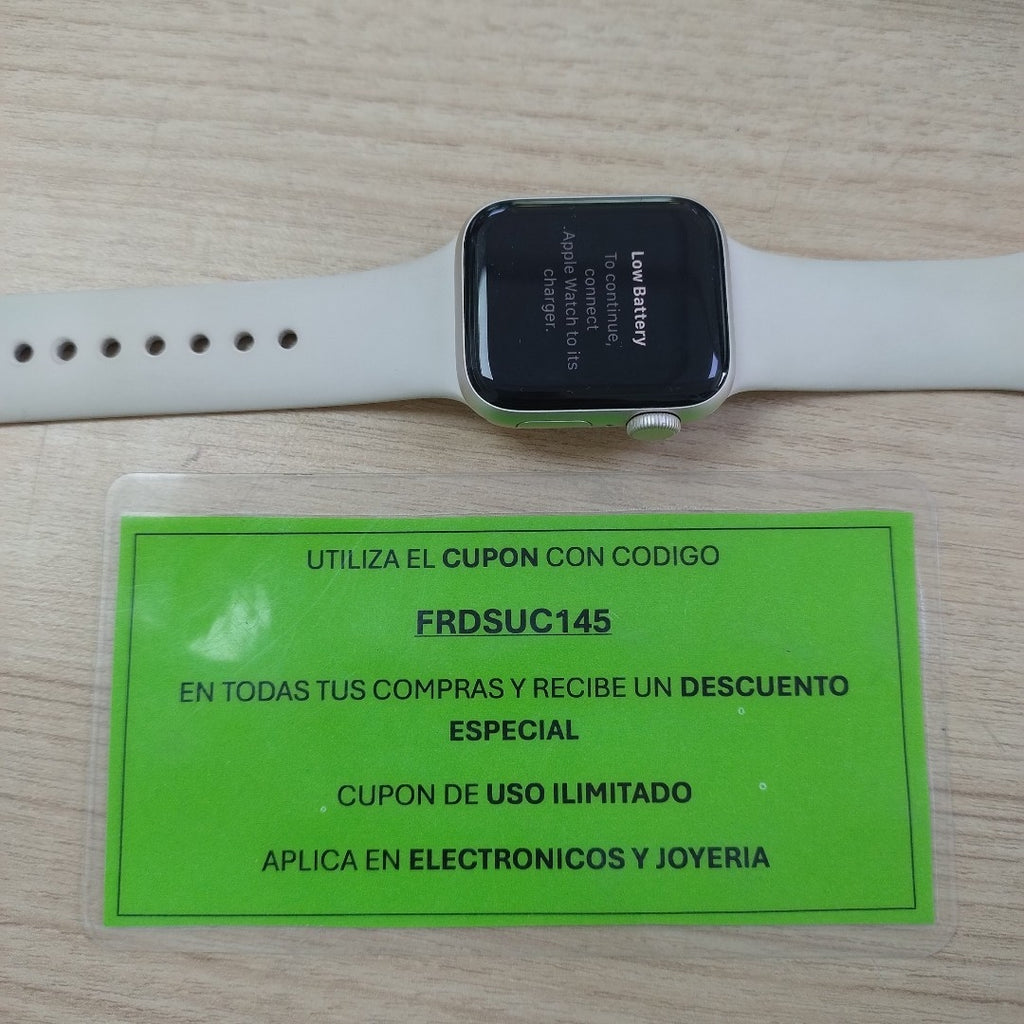 Low Battery
To continue,
connect
.Apple Watch to its
charger.
UTILIZA EL CUPON CON CODIGO
FRDSUC145
EN TODAS TUS COMPRAS Y RECIBE UN DESCUENTO
ESPECIAL
CUPON DE USO ILIMITADO
APLICA EN ELECTRONICOS Y JOYERIA